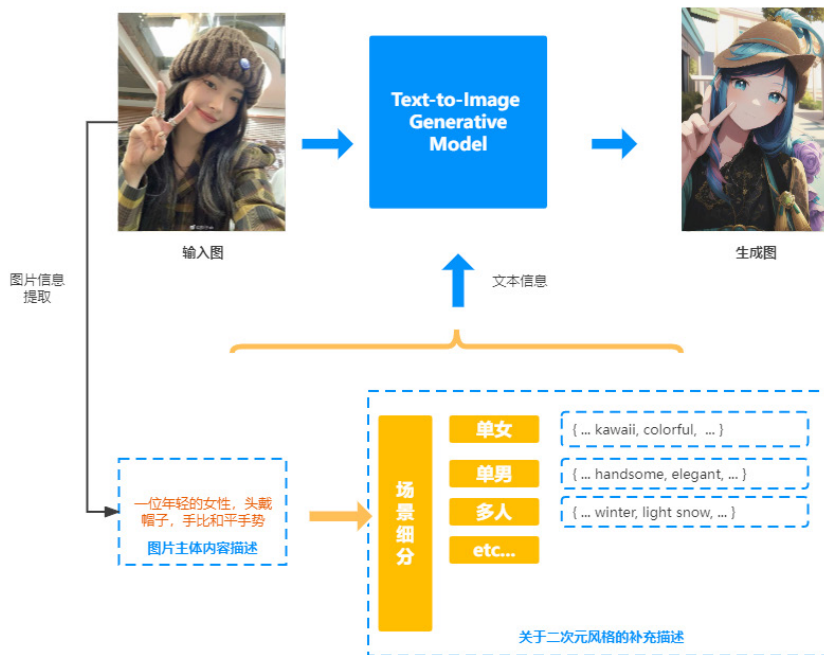 Text-to-Image
Generative
Model
输入图
生成图
图片信息
提取
文本信息
一位年轻的女性，头戴
帽子，手比和平手势
图片主体内容描述
场景细分
单女
{ ... kawaii, colorful, ... }
单男
{ ... handsome, elegant, ... }
多人
{ ... winter, light snow, ... }
etc...
关于二次元风格的补充描述